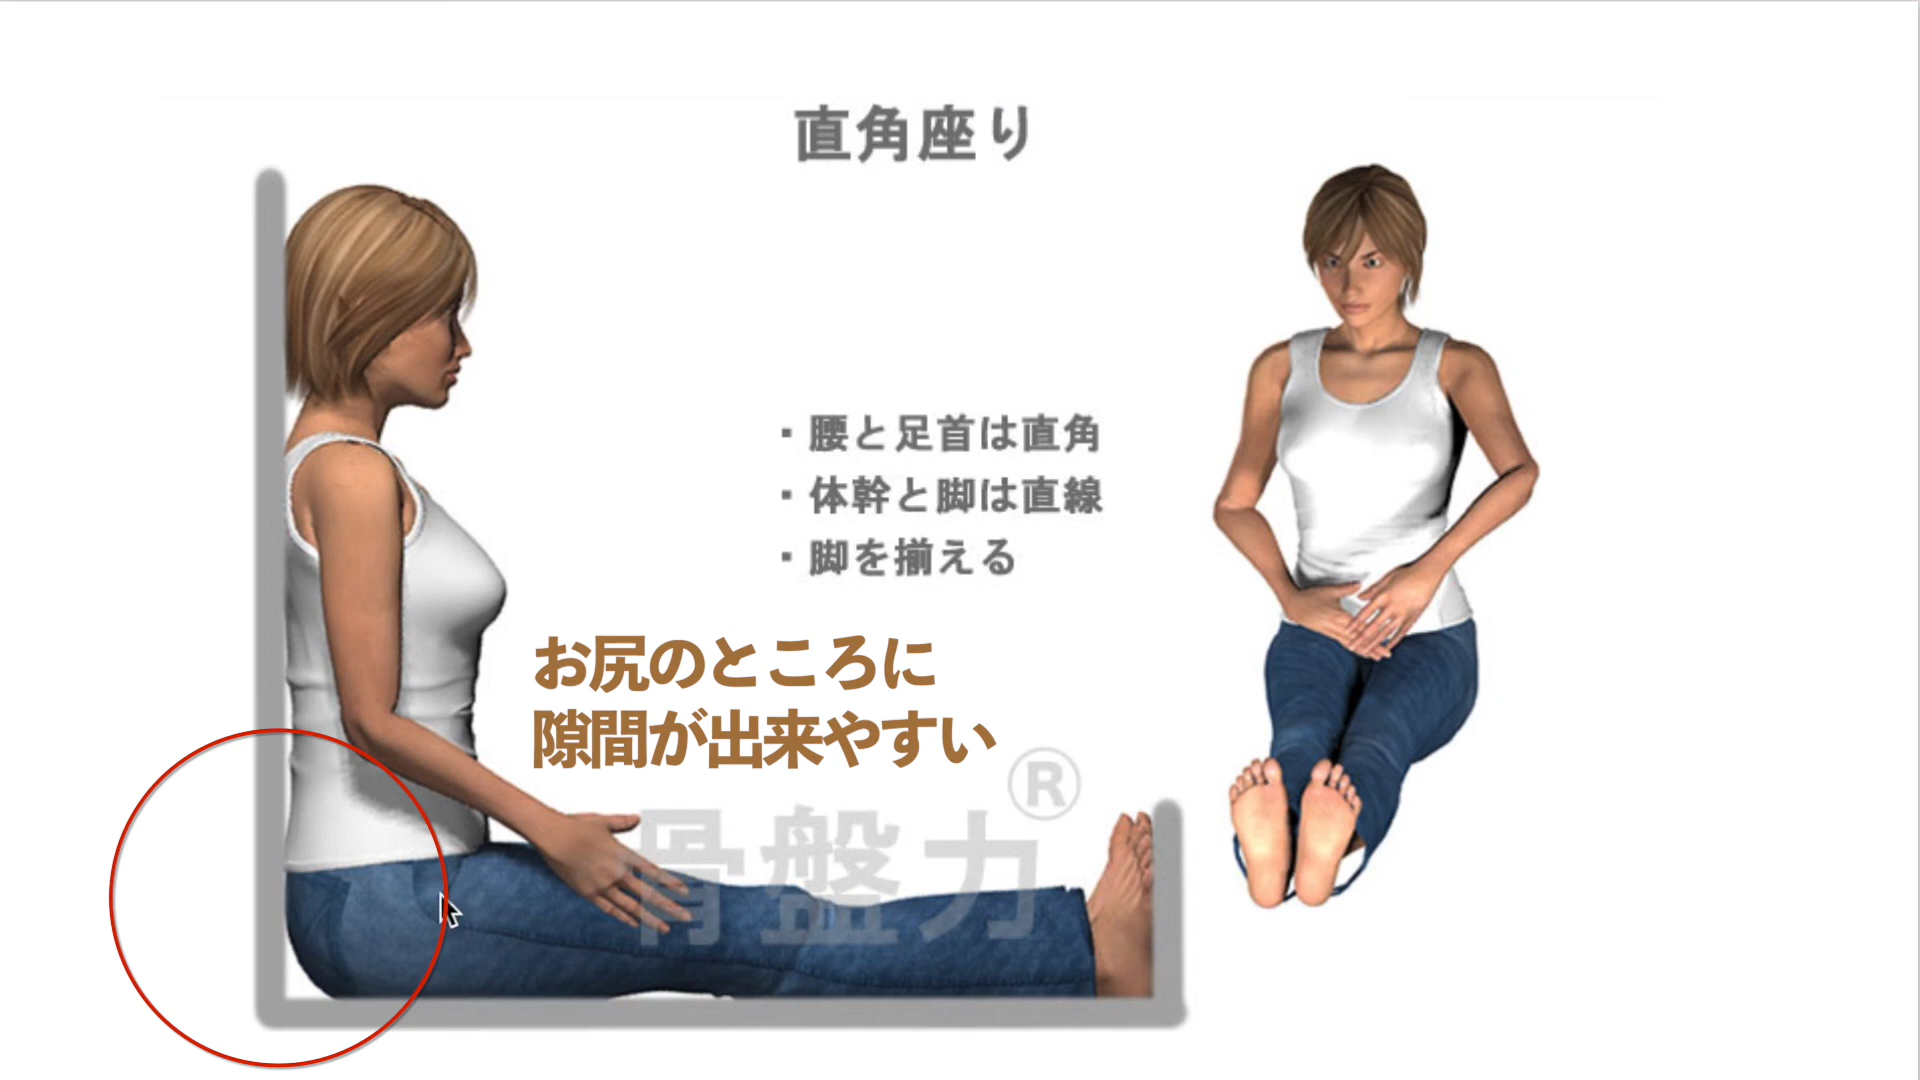 直角座り
・腰と足首は直角
・体幹と脚は直線
・脚を揃える
お尻のところに
隙間が出来やすい
骨盤力®